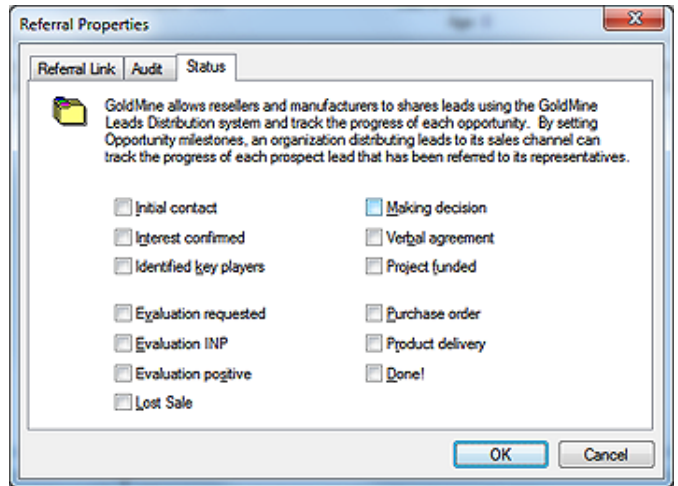 Referral Properties
Referral Link Audit Status
GoldMine allows resellers and manufacturers to shares leads using the GoldMine
Leads Distribution system and track the progress of each opportunity. By setting
Opportunity milestones, an organization distributing leads to its sales channel can
track the progress of each prospect lead that has been referred to its representatives.
Initial contact
Interest confirmed
Identified key players
Evaluation requested
Evaluation INP
Evaluation positive
Lost Sale
Making decision
Verbal agreement
Project funded
Purchase order
Product delivery
Done!
OK Cancel